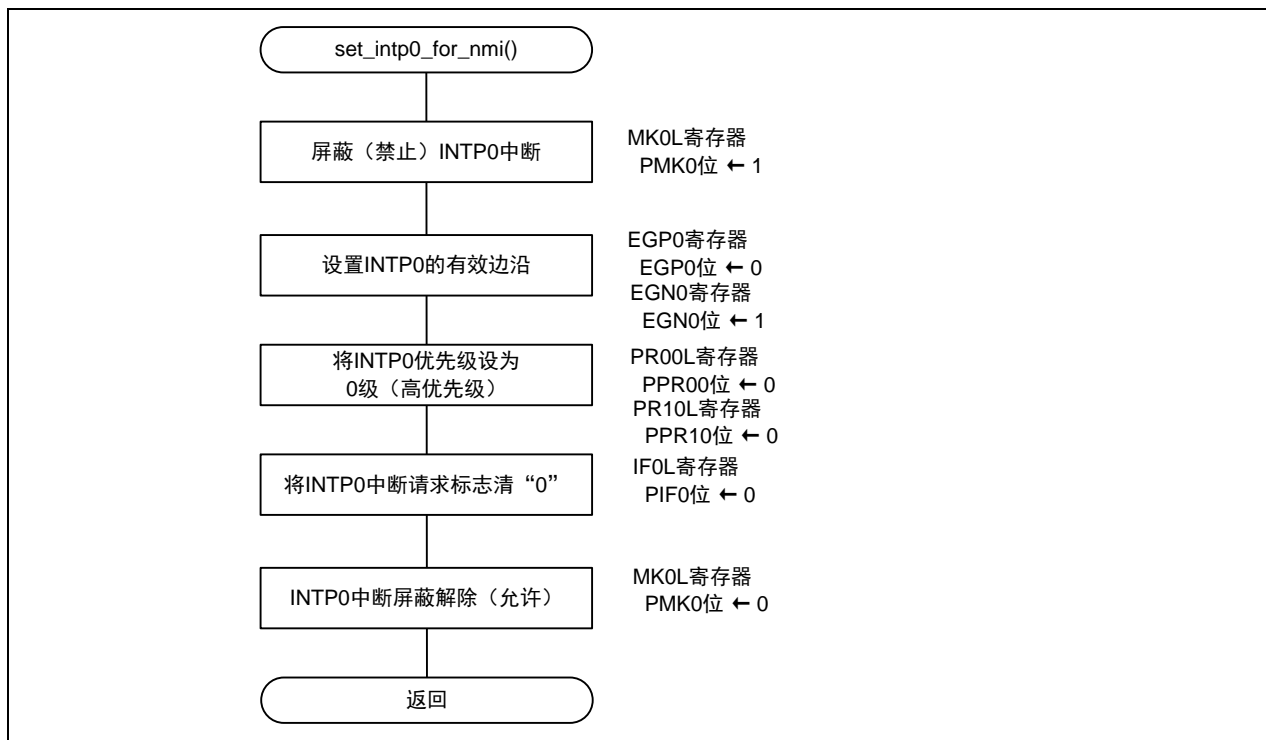 set_intp0_for_nmi()
屏蔽（禁止）INTP0中断
MK0L寄存器
PMK0位 ← 1
设置INTP0的有效边沿
EGP0寄存器
EGP0位 ← 0
EGN0寄存器
EGN0位 ← 1
将INTP0优先级设为
0级（高优先级）
PR00L寄存器
PPR00位 ← 0
PR10L寄存器
PPR10位 ← 0
将INTP0中断请求标志清“0”
IF0L寄存器
PIF0位 ← 0
INTP0中断屏蔽解除（允许）
MK0L寄存器
PMK0位 ← 0
返回